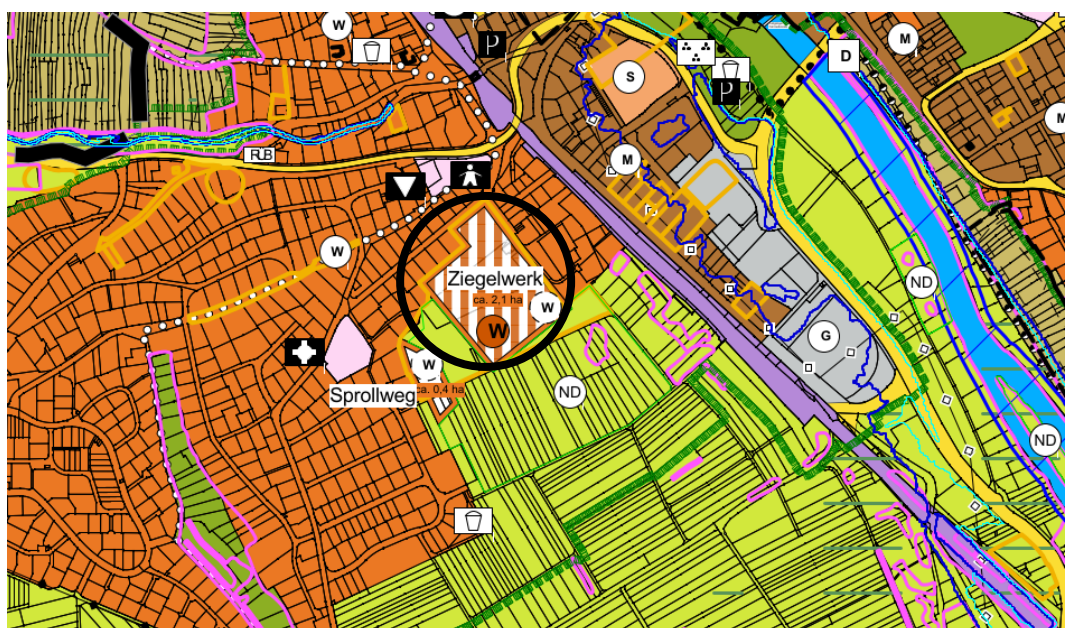 W
M
P
D
S
P
M
RÜB
M
W
Ziegelwerk
ca. 2,1 ha
W
W
ND
G
W
ca. 0,4 ha
Sprollweg
ND
ND